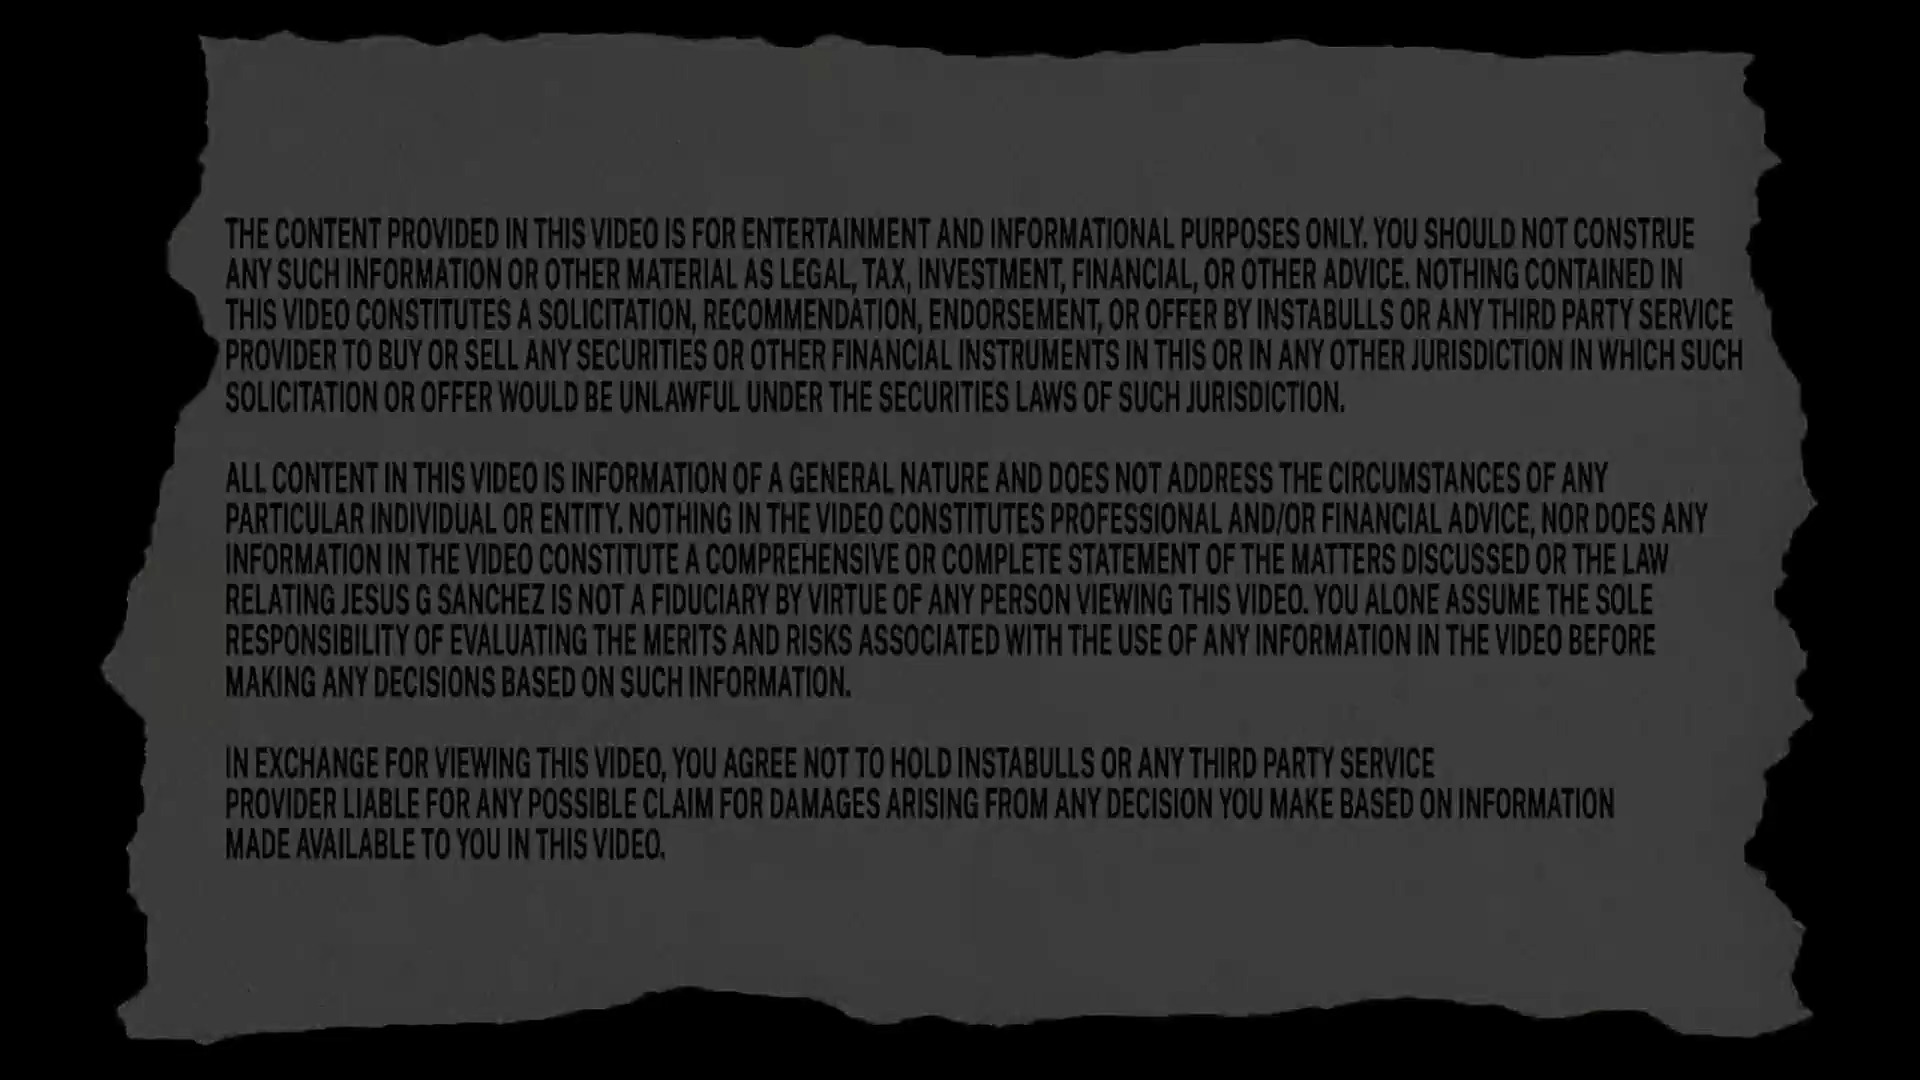 THE CONTENT PROVIDED IN THIS VIDEO IS FOR ENTERTAINMENT AND INFORMATIONAL PURPOSES ONLY. YOU SHOULD NOT CONSTRUE
ANY SUCH INFORMATION OR OTHER MATERIAL AS LEGAL, TAX, INVESTMENT, FINANCIAL, OR OTHER ADVICE. NOTHING CONTAINED IN
THIS VIDEO CONSTITUTES A SOLICITATION, RECOMMENDATION, ENDORSEMENT, OR OFFER BY INSTABULLS OR ANY THIRD PARTY SERVICE
PROVIDER TO BUY OR SELL ANY SECURITIES OR OTHER FINANCIAL INSTRUMENTS IN THIS OR IN ANY OTHER JURISDICTION IN WHICH SUCH
SOLICITATION OR OFFER WOULD BE UNLAWFUL UNDER THE SECURITIES LAWS OF SUCH JURISDICTION.
ALL CONTENT IN THIS VIDEO IS INFORMATION OF A GENERAL NATURE AND DOES NOT ADDRESS THE CIRCUMSTANCES OF ANY
PARTICULAR INDIVIDUAL OR ENTITY. NOTHING IN THE VIDEO CONSTITUTES PROFESSIONAL AND/OR FINANCIAL ADVICE, NOR DOES ANY
INFORMATION IN THE VIDEO CONSTITUTE A COMPREHENSIVE OR COMPLETE STATEMENT OF THE MATTERS DISCUSSED OR THE LAW
RELATING JESUS G SANCHEZ IS NOT A FIDUCIARY BY VIRTUE OF ANY PERSON VIEWING THIS VIDEO. YOU ALONE ASSUME THE SOLE
RESPONSIBILITY OF EVALUATING THE MERITS AND RISKS ASSOCIATED WITH THE USE OF ANY INFORMATION IN THE VIDEO BEFORE
MAKING ANY DECISIONS BASED ON SUCH INFORMATION.
IN EXCHANGE FOR VIEWING THIS VIDEO, YOU AGREE NOT TO HOLD INSTABULLS OR ANY THIRD PARTY SERVICE
PROVIDER LIABLE FOR ANY POSSIBLE CLAIM FOR DAMAGES ARISING FROM ANY DECISION YOU MAKE BASED ON INFORMATION
MADE AVAILABLE TO YOU IN THIS VIDEO.